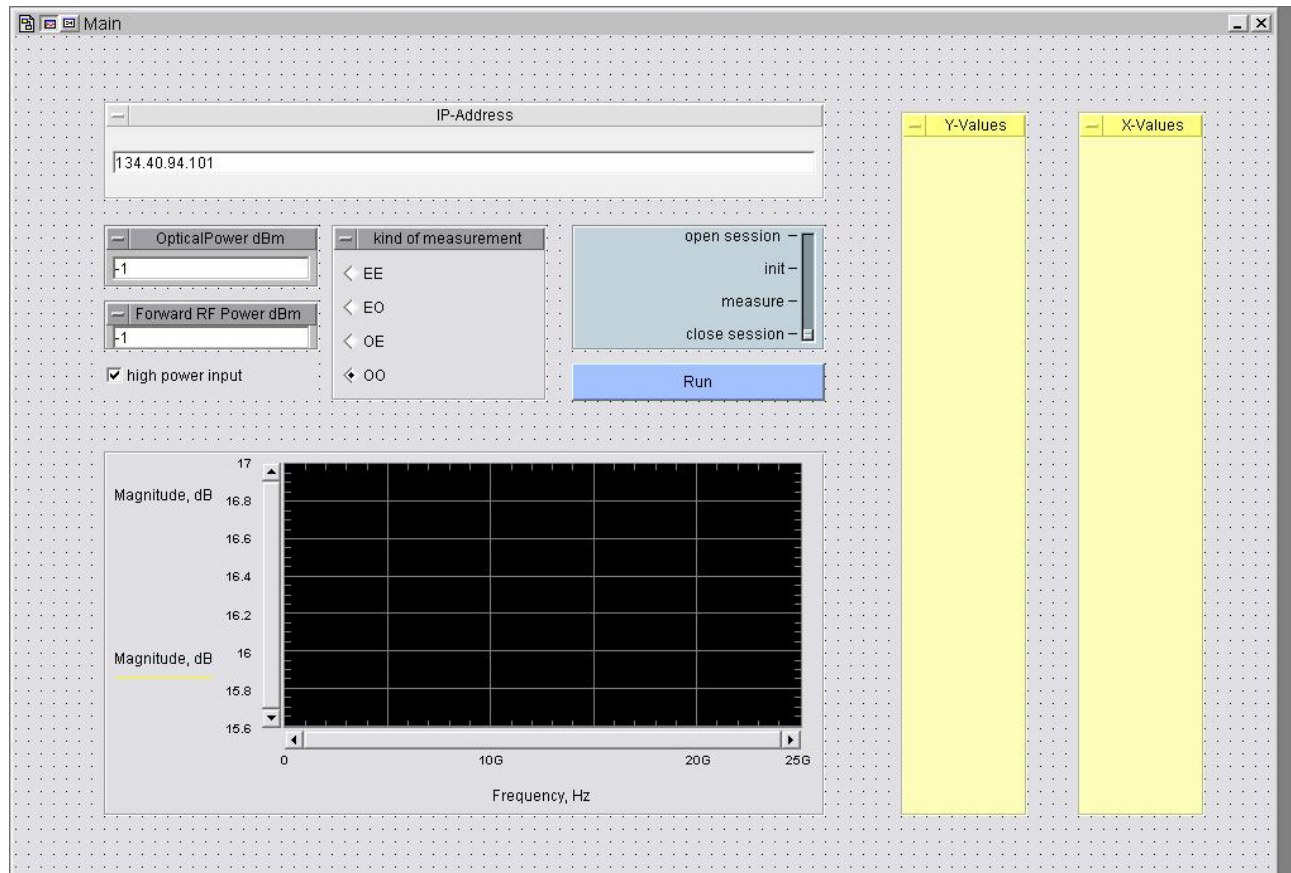 Main
IP-Address
134.40.94.101
Y-Values
X-Values
OpticalPower dBm
-1
Forward RF Power dBm
-1
high power input
kind of measurement
EE
EO
OE
OO
open session
init
measure
close session
Run
Magnitude, dB
Magnitude, dB
17
16.8
16.6
16.4
16.2
16
15.8
15.6
0
10G
20G
25G
Frequency, Hz